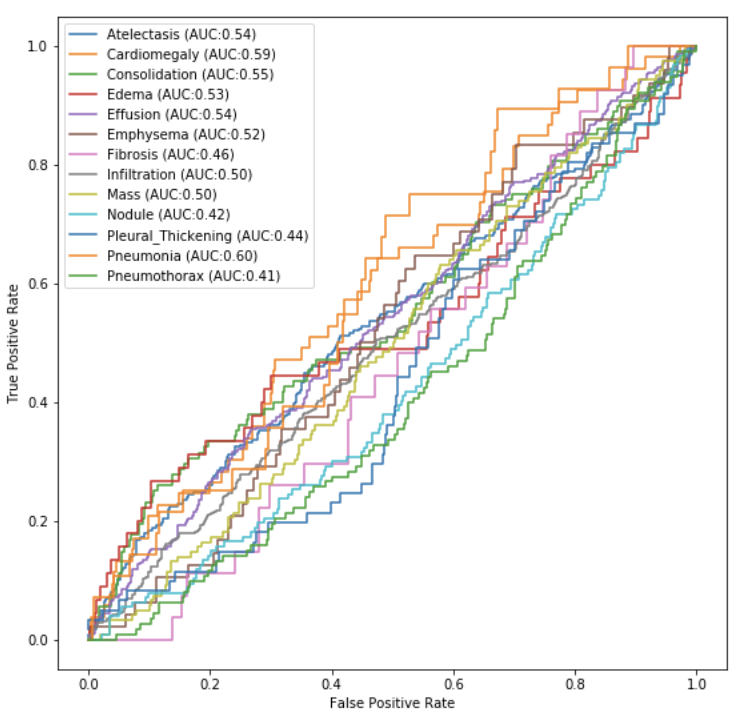 Atelectasis (AUC:0.54)
Cardiomegaly (AUC:0.59)
Consolidation (AUC:0.55)
Edema (AUC:0.53)
Effusion (AUC:0.54)
Emphysema (AUC:0.52)
Fibrosis (AUC:0.46)
Infiltration (AUC:0.50)
Mass (AUC:0.50)
Nodule (AUC:0.42)
Pleural_Thickening (AUC:0.44)
Pneumonia (AUC:0.60)
Pneumothorax (AUC:0.41)
1.0
0.8
0.6
0.4
0.2
0.0
True Positive Rate
0.0 0.2 0.4 0.6 0.8 1.0
False Positive Rate